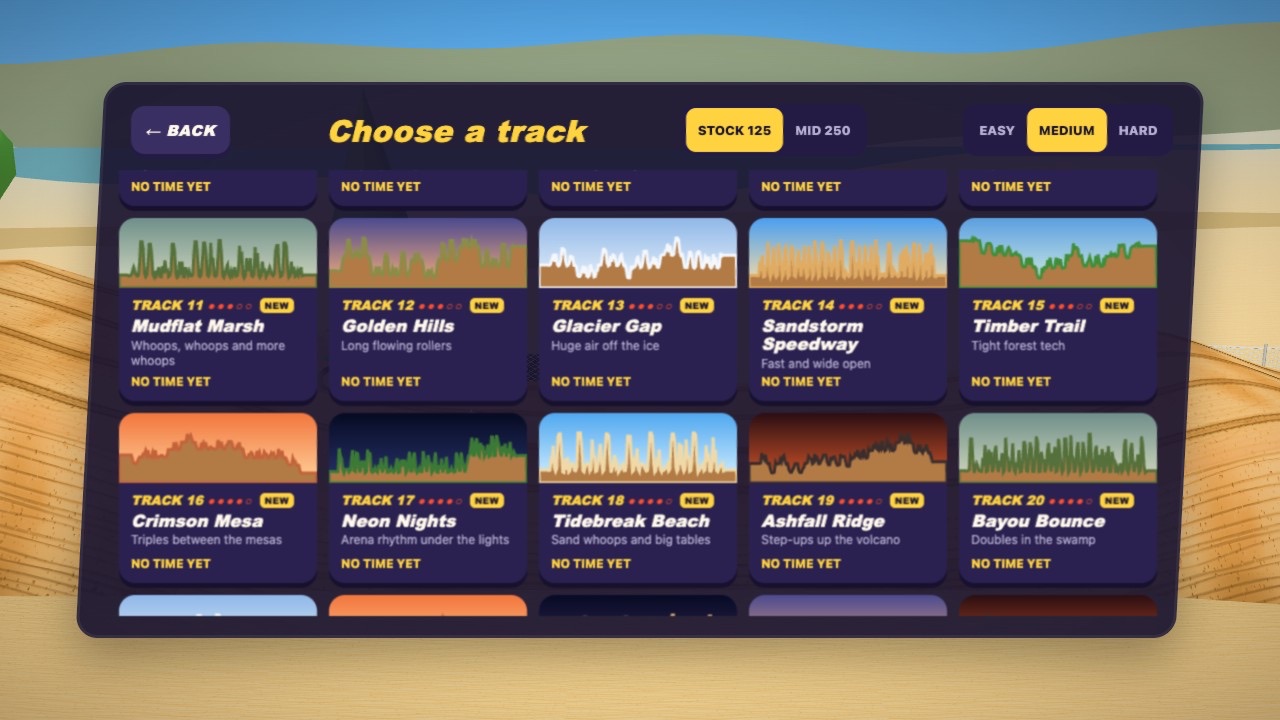 ← BACK
Choose a track
STOCK 125 MID 250
EASY MEDIUM HARD
NO TIME YET NO TIME YET NO TIME YET NO TIME YET NO TIME YET
TRACK 11 NEW
Mudflat Marsh
Whoops, whoops and more
whoops
NO TIME YET
TRACK 12 NEW
Golden Hills
Long flowing rollers
NO TIME YET
TRACK 13 NEW
Glacier Gap
Huge air off the ice
NO TIME YET
TRACK 14 NEW
Sandstorm
Speedway
Fast and wide open
NO TIME YET
TRACK 15 NEW
Timber Trail
Tight forest tech
NO TIME YET
TRACK 16 NEW
Crimson Mesa
Triples between the mesas
NO TIME YET
TRACK 17 NEW
Neon Nights
Arena rhythm under the lights
NO TIME YET
TRACK 18 NEW
Tidebreak Beach
Sand whoops and big tables
NO TIME YET
TRACK 19 NEW
Ashfall Ridge
Step-ups up the volcano
NO TIME YET
TRACK 20 NEW
Bayou Bounce
Doubles in the swamp
NO TIME YET